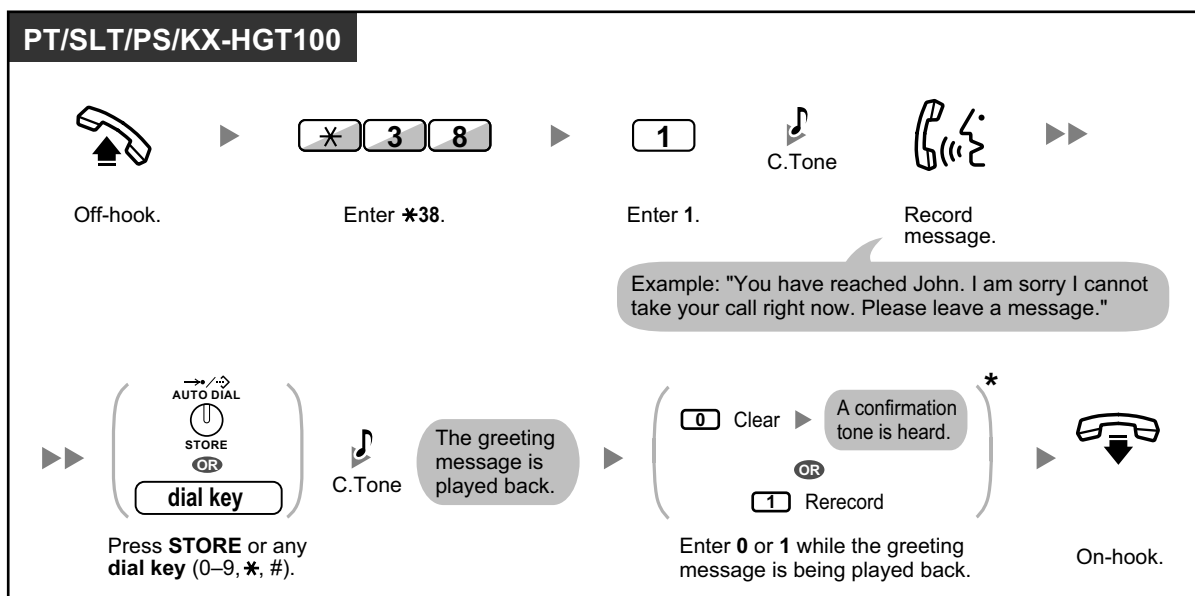 PT/SLT/PS/KX-HGT100
✳ 3 8
1
C.Tone
Off-hook.
Enter ✳38.
Enter 1.
Record
message.
Example: "You have reached John. I am sorry I cannot
take your call right now. Please leave a message."
AUTO DIAL
STORE
OR
dial key
C.Tone
The greeting
message is
played back.
*
0 Clear
A confirmation
tone is heard.
OR
1 Rerecord
Press STORE or any
dial key (0–9, ✳, #).
Enter 0 or 1 while the greeting
message is being played back.
On-hook.